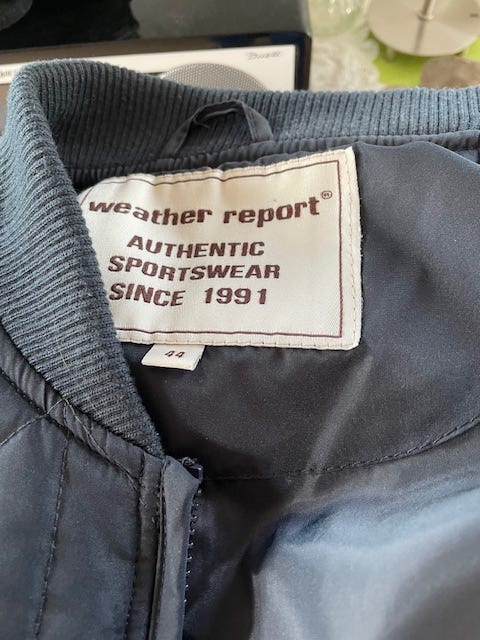 weather report®
AUTHENTIC
SPORTSWEAR
SINCE 1991
44